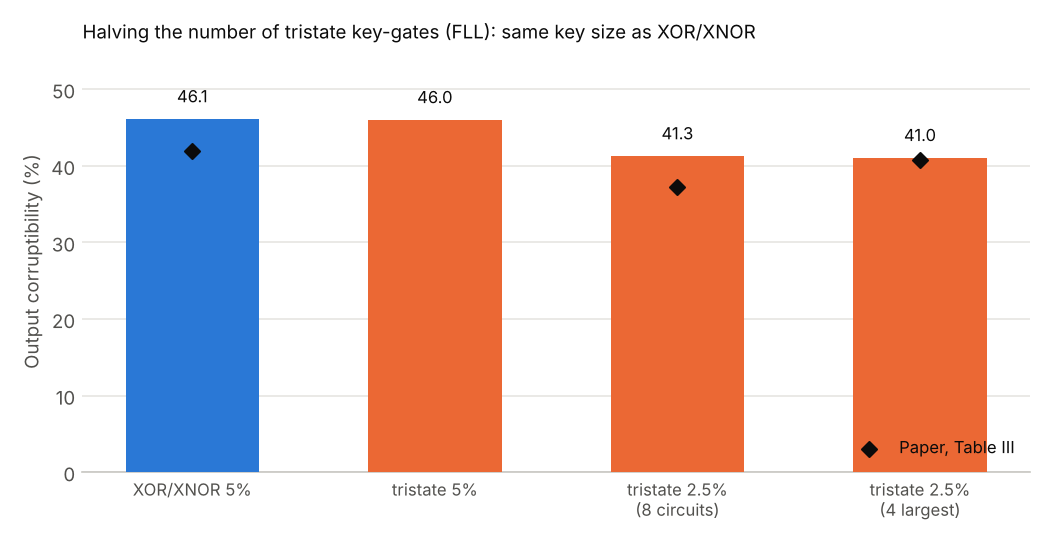 Halving the number of tristate key-gates (FLL): same key size as XOR/XNOR
Output corruptibility (%)
50
40
30
20
10
0
46.1
46.0
41.3
41.0
Paper, Table III
XOR/XNOR 5%
tristate 5%
tristate 2.5%
(8 circuits)
tristate 2.5%
(4 largest)